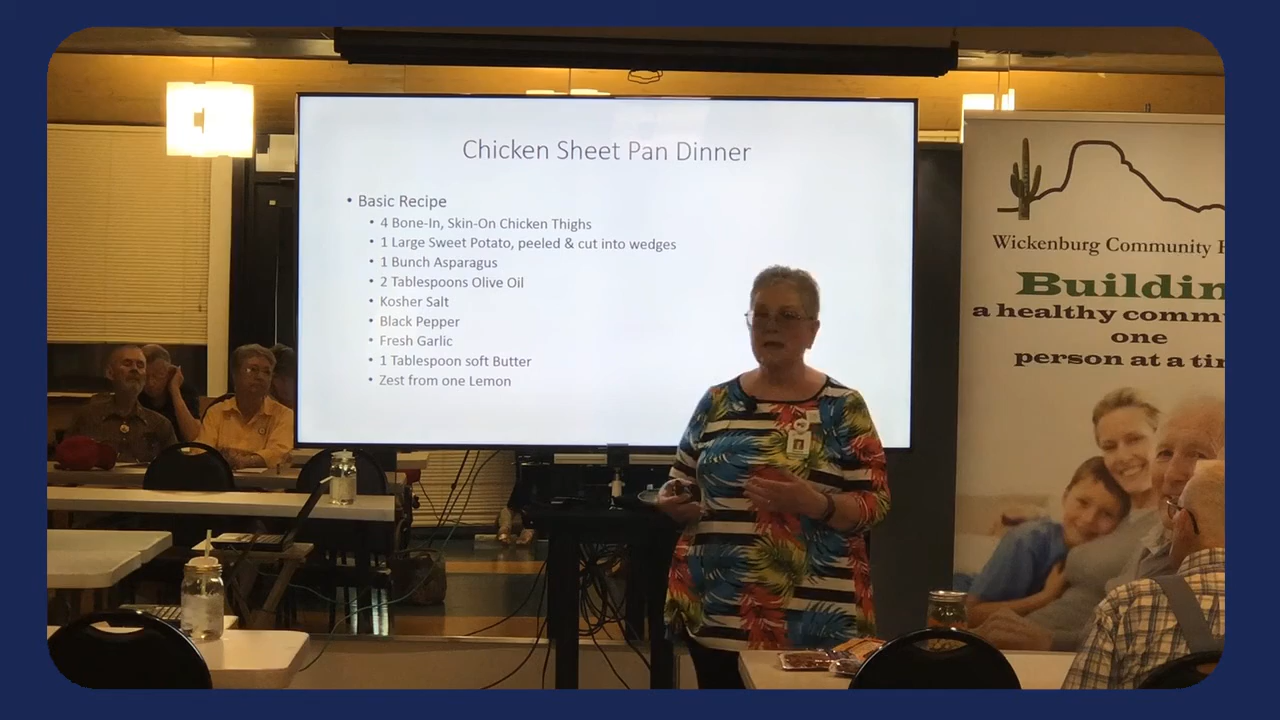 Chicken Sheet Pan Dinner
• Basic Recipe
• 4 Bone-In, Skin-On Chicken Thighs
• 1 Large Sweet Potato, peeled & cut into wedges
• 1 Bunch Asparagus
• 2 Tablespoons Olive Oil
• Kosher Salt
• Black Pepper
• Fresh Garlic
• 1 Tablespoon soft Butter
• Zest from one Lemon
Wickenburg Community
Buildin
a healthy commu
one
person at a tim